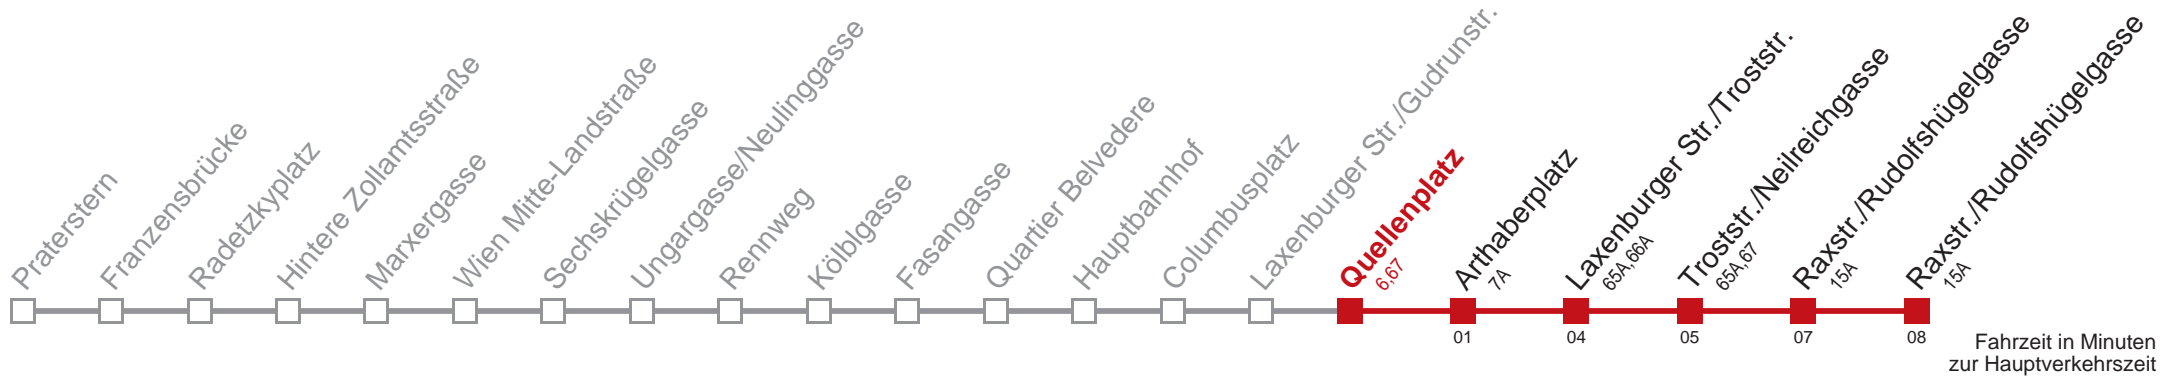 Praterstern
Franzensbrücke
Radetzkyplatz
Hintere Zollamtsstraße
Marxergasse
Wien Mitte-Landstraße
Sechskrügelgasse
Ungargasse/Neulinggasse
Rennweg
Kölblgasse
Fasangasse
Quartier Belvedere
Hauptbahnhof
Columbusplatz
Laxenburger Str./Gudrunstr.
Quellenplatz
6,67
Arthaberplatz
7A
01
Laxenburger Str./Troststr.
65A,66A
04
Troststr./Neilreichgasse
65A,67
05
Raxstr./Rudolfshügelgasse
15A
07
Raxstr./Rudolfshügelgasse
15A
08
Fahrzeit in Minuten
zur Hauptverkehrszeit